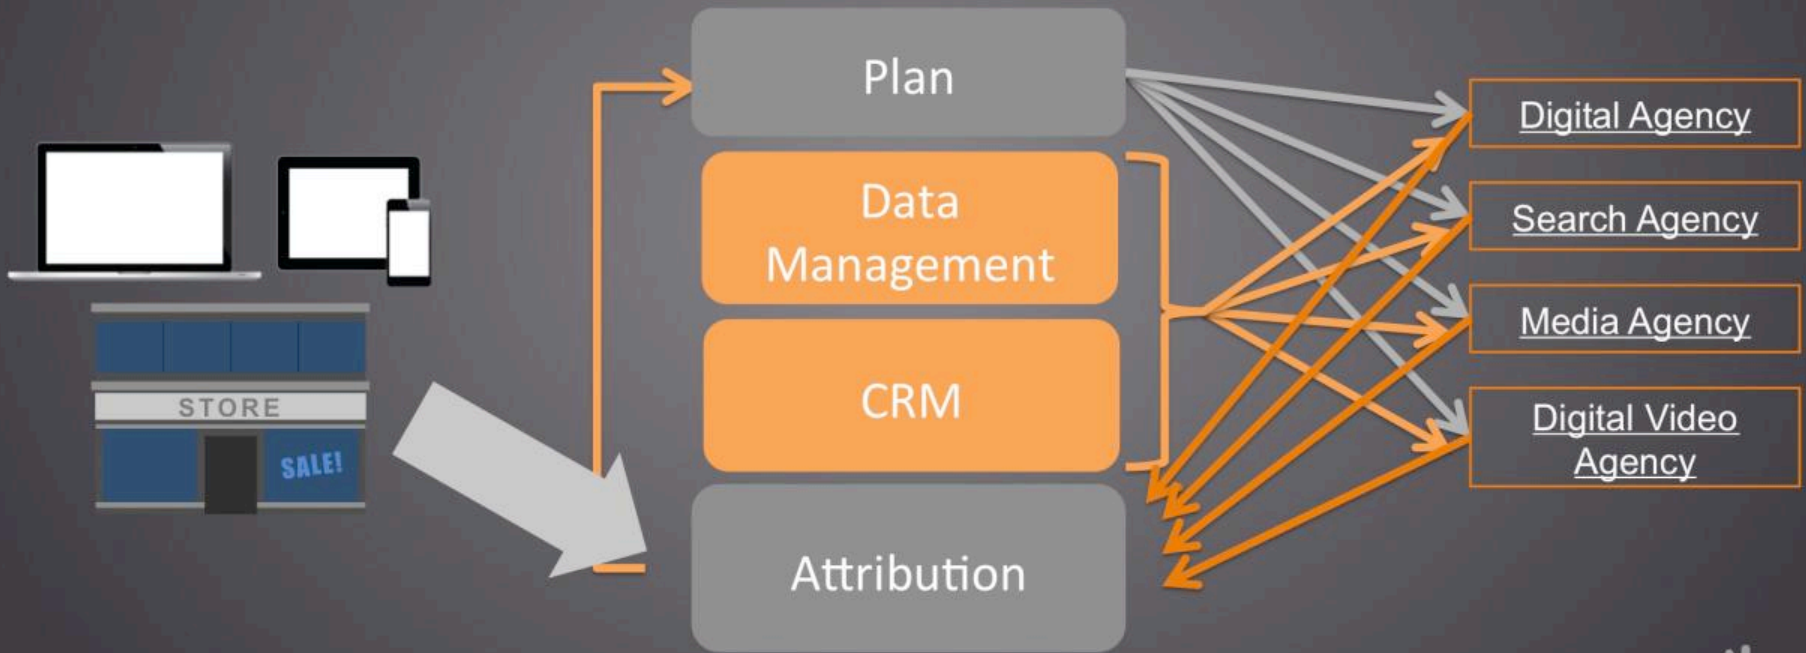 Plan
Data
Management
CRM
Attribution
STORE
SALE!
Digital Agency
Search Agency
Media Agency
Digital Video
Agency